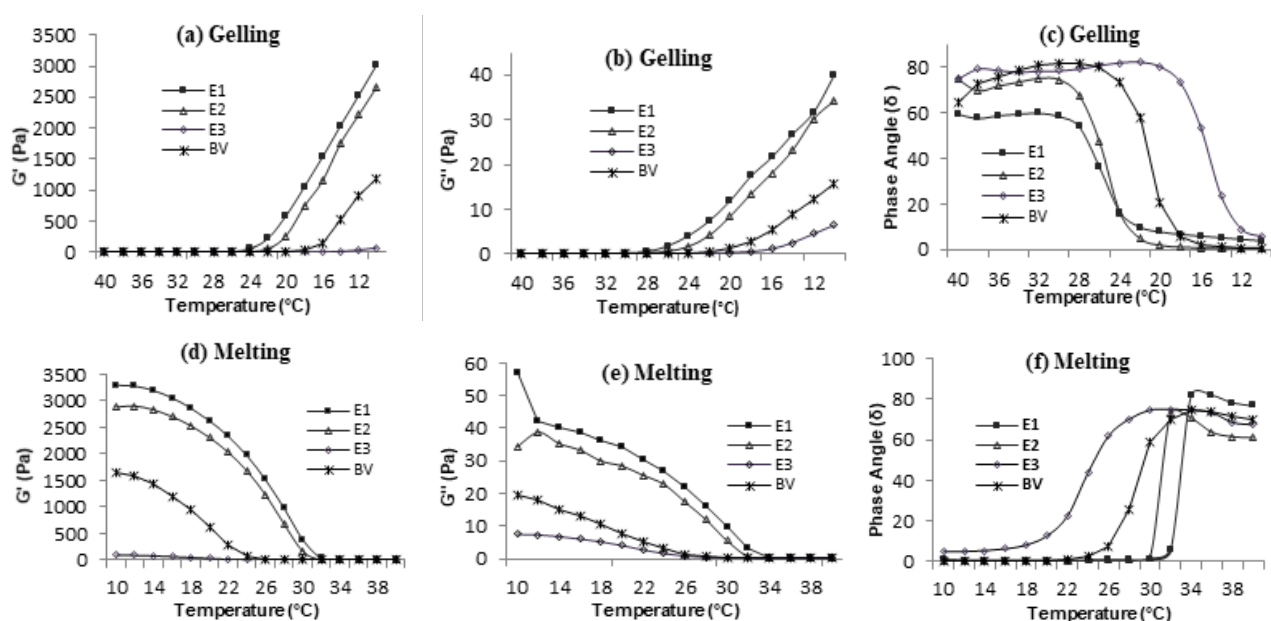 (a) Gelling
3500
3000
2500
2000
1500
1000
500
0
G' (Pa)
E1
E2
E3
BV
40 36 32 28 24 20 16 12
Temperature (°C)
(b) Gelling
40
30
20
10
0
G'' (Pa)
E1
E2
E3
BV
40 36 32 28 24 20 16 12
Temperature (°C)
(c) Gelling
80
60
40
20
0
Phase Angle (δ)
E1
E2
E3
BV
40 36 32 28 24 20 16 12
Temperature (°C)
(d) Melting
3500
3000
2500
2000
1500
1000
500
0
G' (Pa)
E1
E2
E3
BV
10 14 18 22 26 30 34 38
Temperature (°C)
(e) Melting
60
50
40
30
20
10
0
G'' (Pa)
E1
E2
E3
BV
10 14 18 22 26 30 34 38
Temperature (°C)
(f) Melting
100
80
60
40
20
0
Phase Angle (δ)
E1
E2
E3
BV
10 14 18 22 26 30 34 38
Temperature (°C)